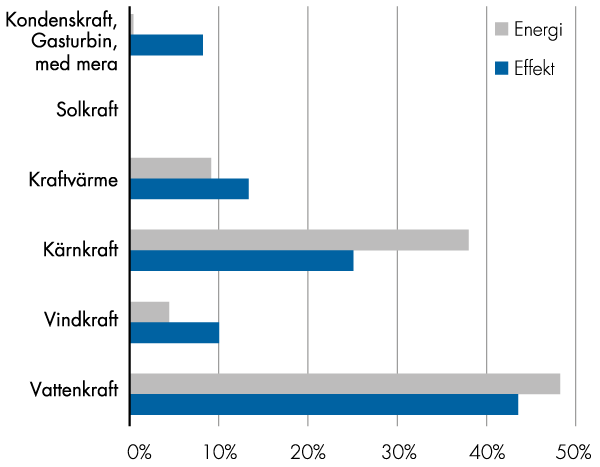 Kondenskraft,
Gasturbin,
med mera
Energi
Effekt
Solkraft
Kraftvärme
Kärnkraft
Vindkraft
Vattenkraft
0% 10% 20% 30% 40% 50%